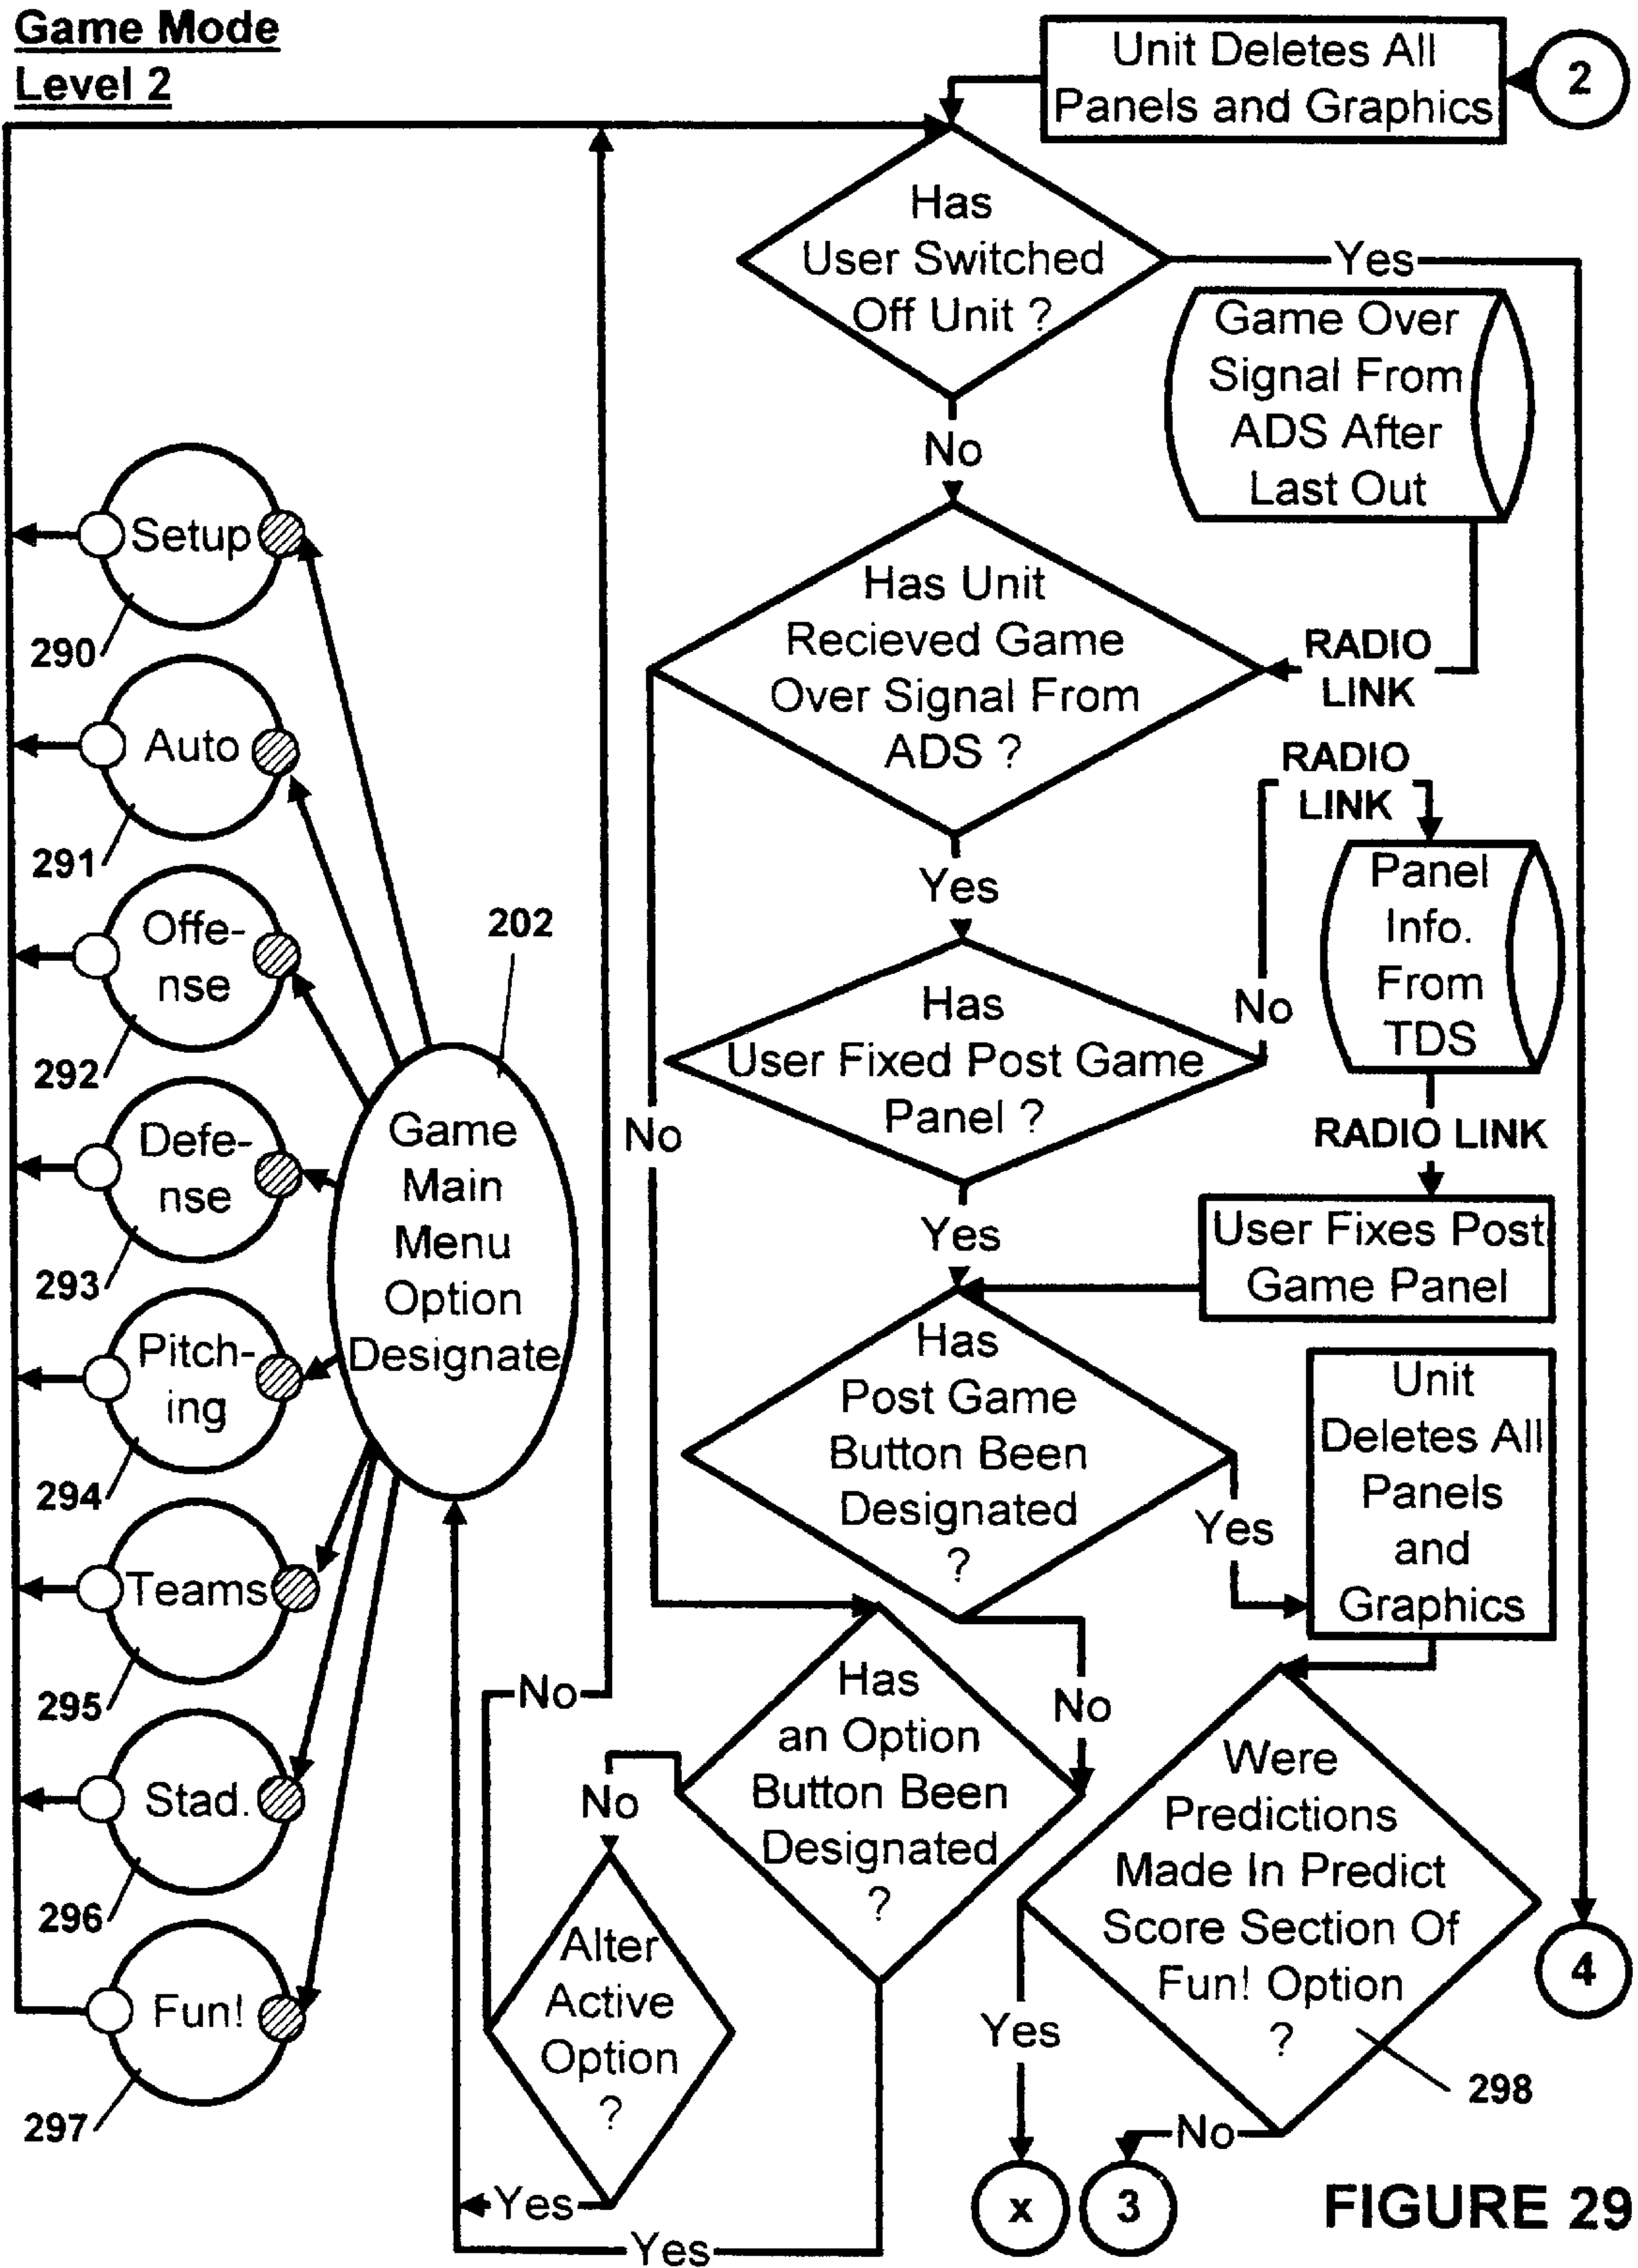 Game Mode
Level 2
Unit Deletes All
Panels and Graphics
2
Has
User Switched
Off Unit ?
Yes
No
Game Over
Signal From
ADS After
Last Out
RADIO
LINK
Has Unit
Recieved Game
Over Signal From
ADS ?
No
Yes
RADIO
LINK
Panel
Info.
From
TDS
RADIO LINK
Has
User Fixed Post Game
Panel ?
No
Yes
User Fixes Post
Game Panel
Has
Post Game
Button Been
Designated
?
Yes
No
Unit
Deletes All
Panels
and
Graphics
Has
an Option
Button Been
Designated
?
No
Yes
Alter
Active
Option
?
No
Yes
Were
Predictions
Made In Predict
Score Section Of
Fun! Option
?
298
Yes
No
x
3
4
202
Game
Main
Menu
Option
Designate
Setup
290
Auto
291
Offe-
nse
292
Defe-
nse
293
Pitch-
ing
294
Teams
295
Stad.
296
Fun!
297
FIGURE 29